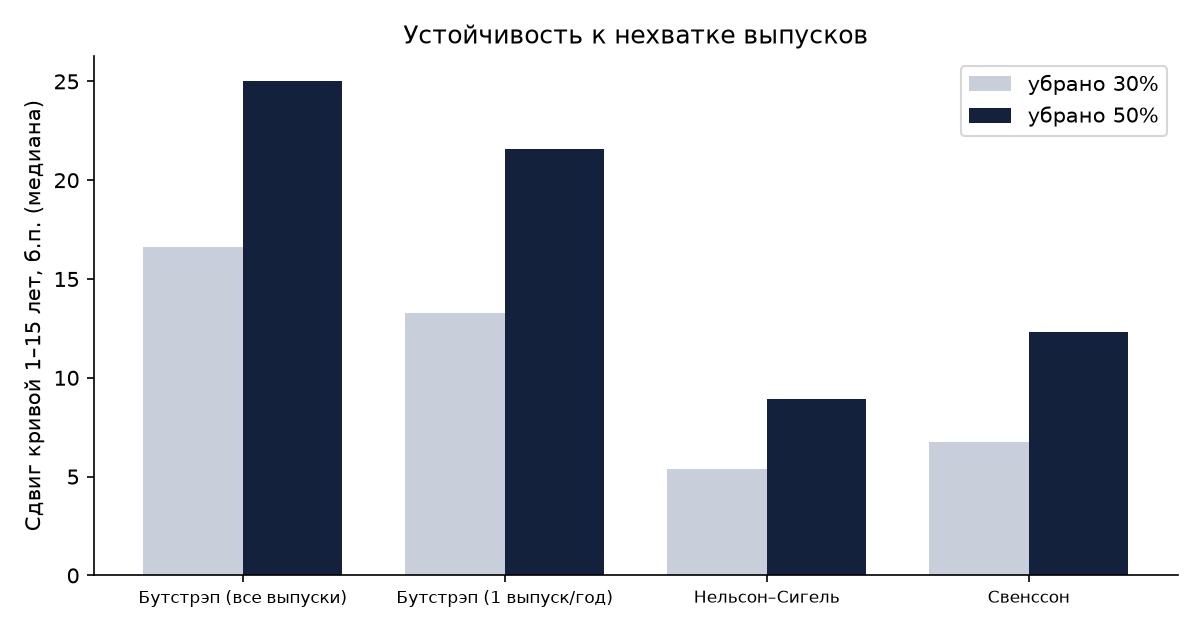 Устойчивость к нехватке выпусков
Сдвиг кривой 1–15 лет, б.п. (медиана)
25
20
15
10
5
0
убрано 30%
убрано 50%
Бутстрэп (все выпуски)
Бутстрэп (1 выпуск/год)
Нельсон–Сигель
Свенссон